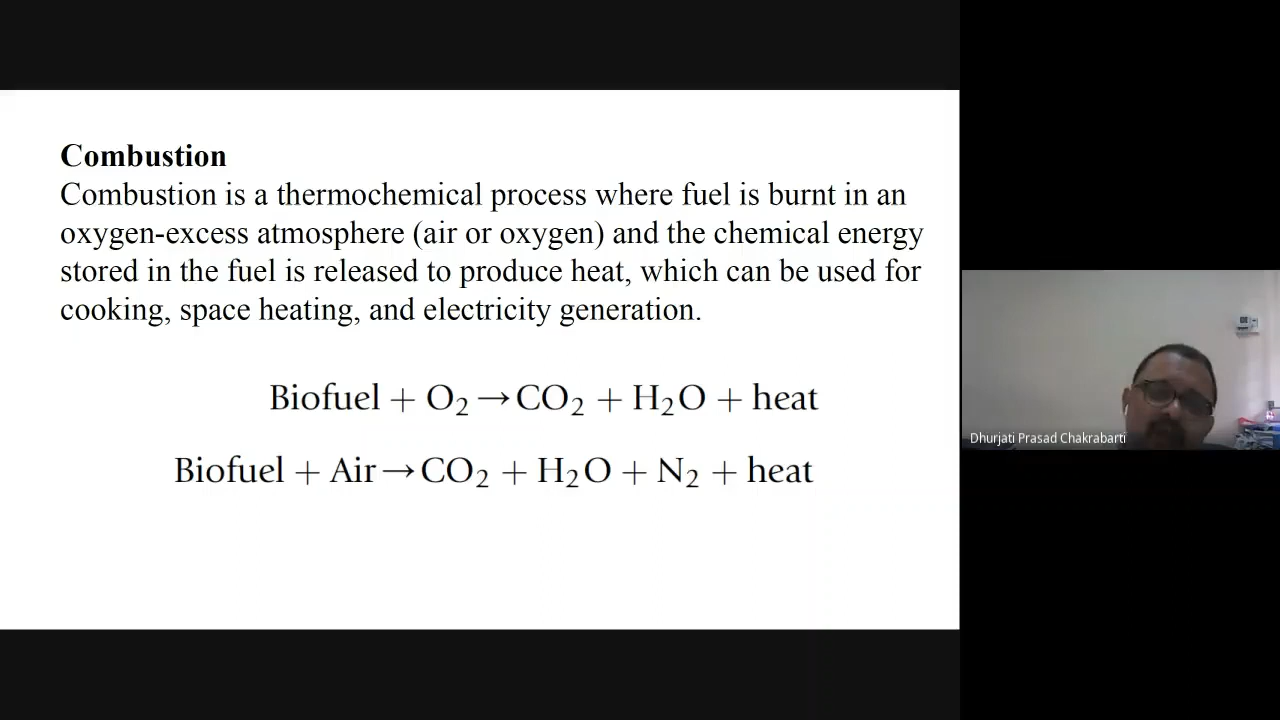 Combustion
Combustion is a thermochemical process where fuel is burnt in an
oxygen-excess atmosphere (air or oxygen) and the chemical energy
stored in the fuel is released to produce heat, which can be used for
cooking, space heating, and electricity generation.
Biofuel + O₂ → CO₂ + H₂O + heat
Biofuel + Air → CO₂ + H₂O + N₂ + heat
Dhurjati Prasad Chakrabarti